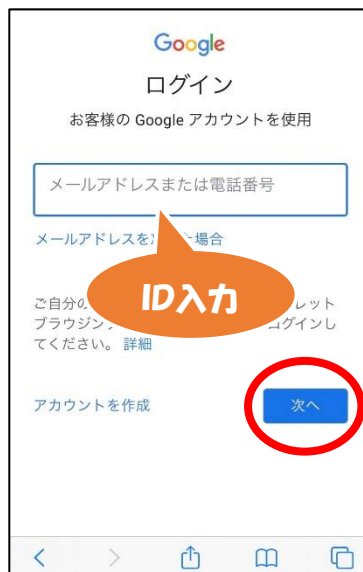 Google
ログイン
お客様の Google アカウントを使用
メールアドレスまたは電話番号
メールアドレスを 場合
ID入力
ご自分の レット
ブラウジング ログインし
てください。 詳細
アカウントを作成
次へ